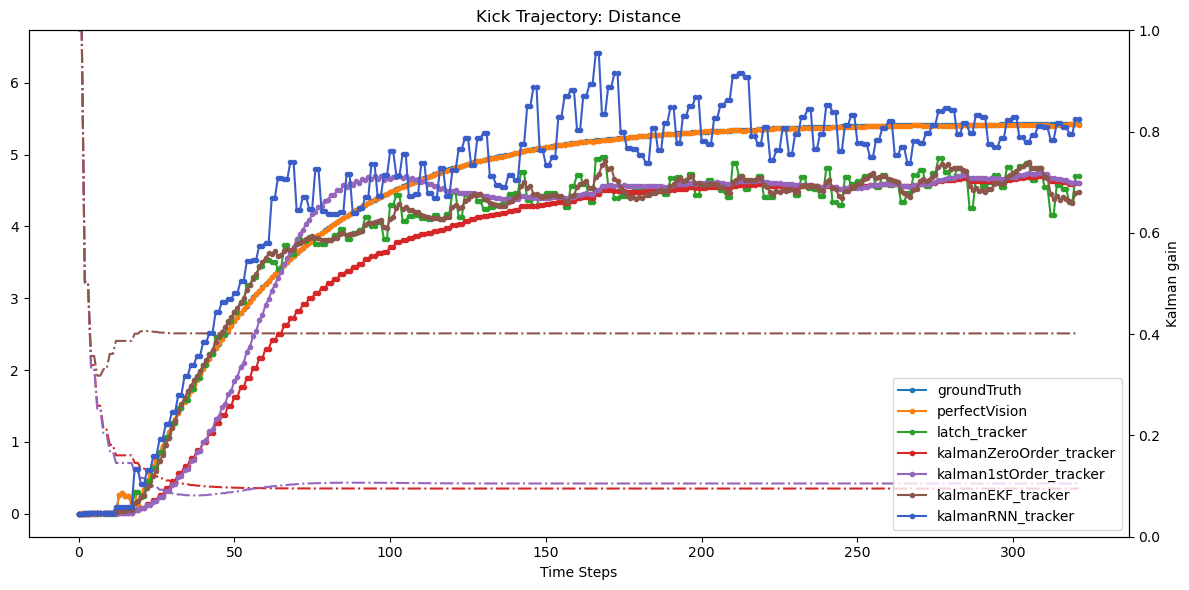 Kick Trajectory: Distance
6
5
4
3
2
1
0
1.0
0.8
0.6
0.4
0.2
0.0
Kalman gain
groundTruth
perfectVision
latch_tracker
kalmanZeroOrder_tracker
kalman1stOrder_tracker
kalmanEKF_tracker
kalmanRNN_tracker
0 50 100 150 200 250 300
Time Steps